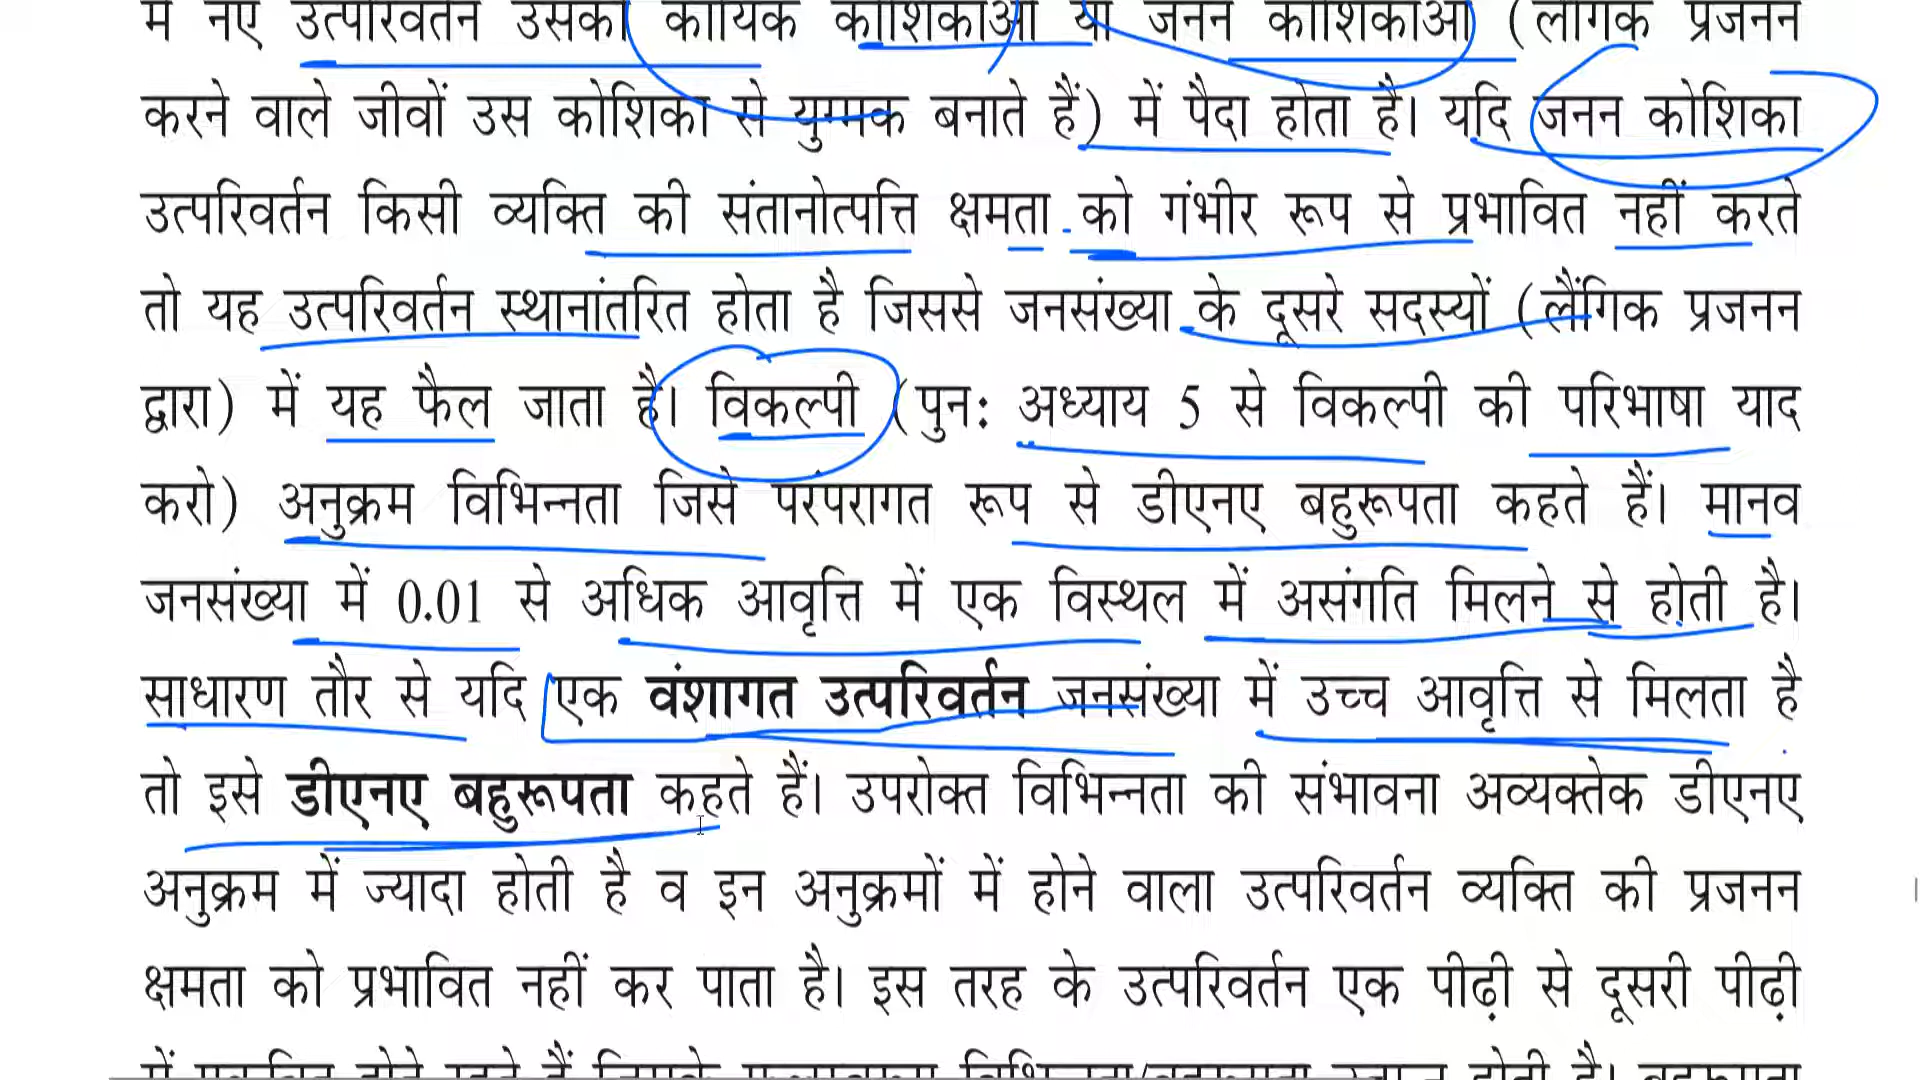 में नए उत्परिवर्तन उसकी कायिक कोशिकाओं या जनन कोशिकाओं (लैंगिक प्रजनन
करने वाले जीवों उस कोशिका से युग्मक बनाते हैं) में पैदा होता है। यदि जनन कोशिका
उत्परिवर्तन किसी व्यक्ति की संतानोत्पत्ति क्षमता को गंभीर रूप से प्रभावित नहीं करते
तो यह उत्परिवर्तन स्थानांतरित होता है जिससे जनसंख्या के दूसरे सदस्यों (लैंगिक प्रजनन
द्वारा) में यह फैल जाता है। विकल्पी (पुनः अध्याय 5 से विकल्पी की परिभाषा याद
करो) अनुक्रम विभिन्नता जिसे परंपरागत रूप से डीएनए बहुरूपता कहते हैं। मानव
जनसंख्या में 0.01 से अधिक आवृत्ति में एक विस्थल में असंगति मिलने से होती है।
साधारण तौर से यदि एक वंशागत उत्परिवर्तन जनसंख्या में उच्च आवृत्ति से मिलता है
तो इसे डीएनए बहुरूपता कहते हैं। उपरोक्त विभिन्नता की संभावना अव्यक्तेक डीएनए
अनुक्रम में ज्यादा होती है व इन अनुक्रमों में होने वाला उत्परिवर्तन व्यक्ति की प्रजनन
क्षमता को प्रभावित नहीं कर पाता है। इस तरह के उत्परिवर्तन एक पीढ़ी से दूसरी पीढ़ी